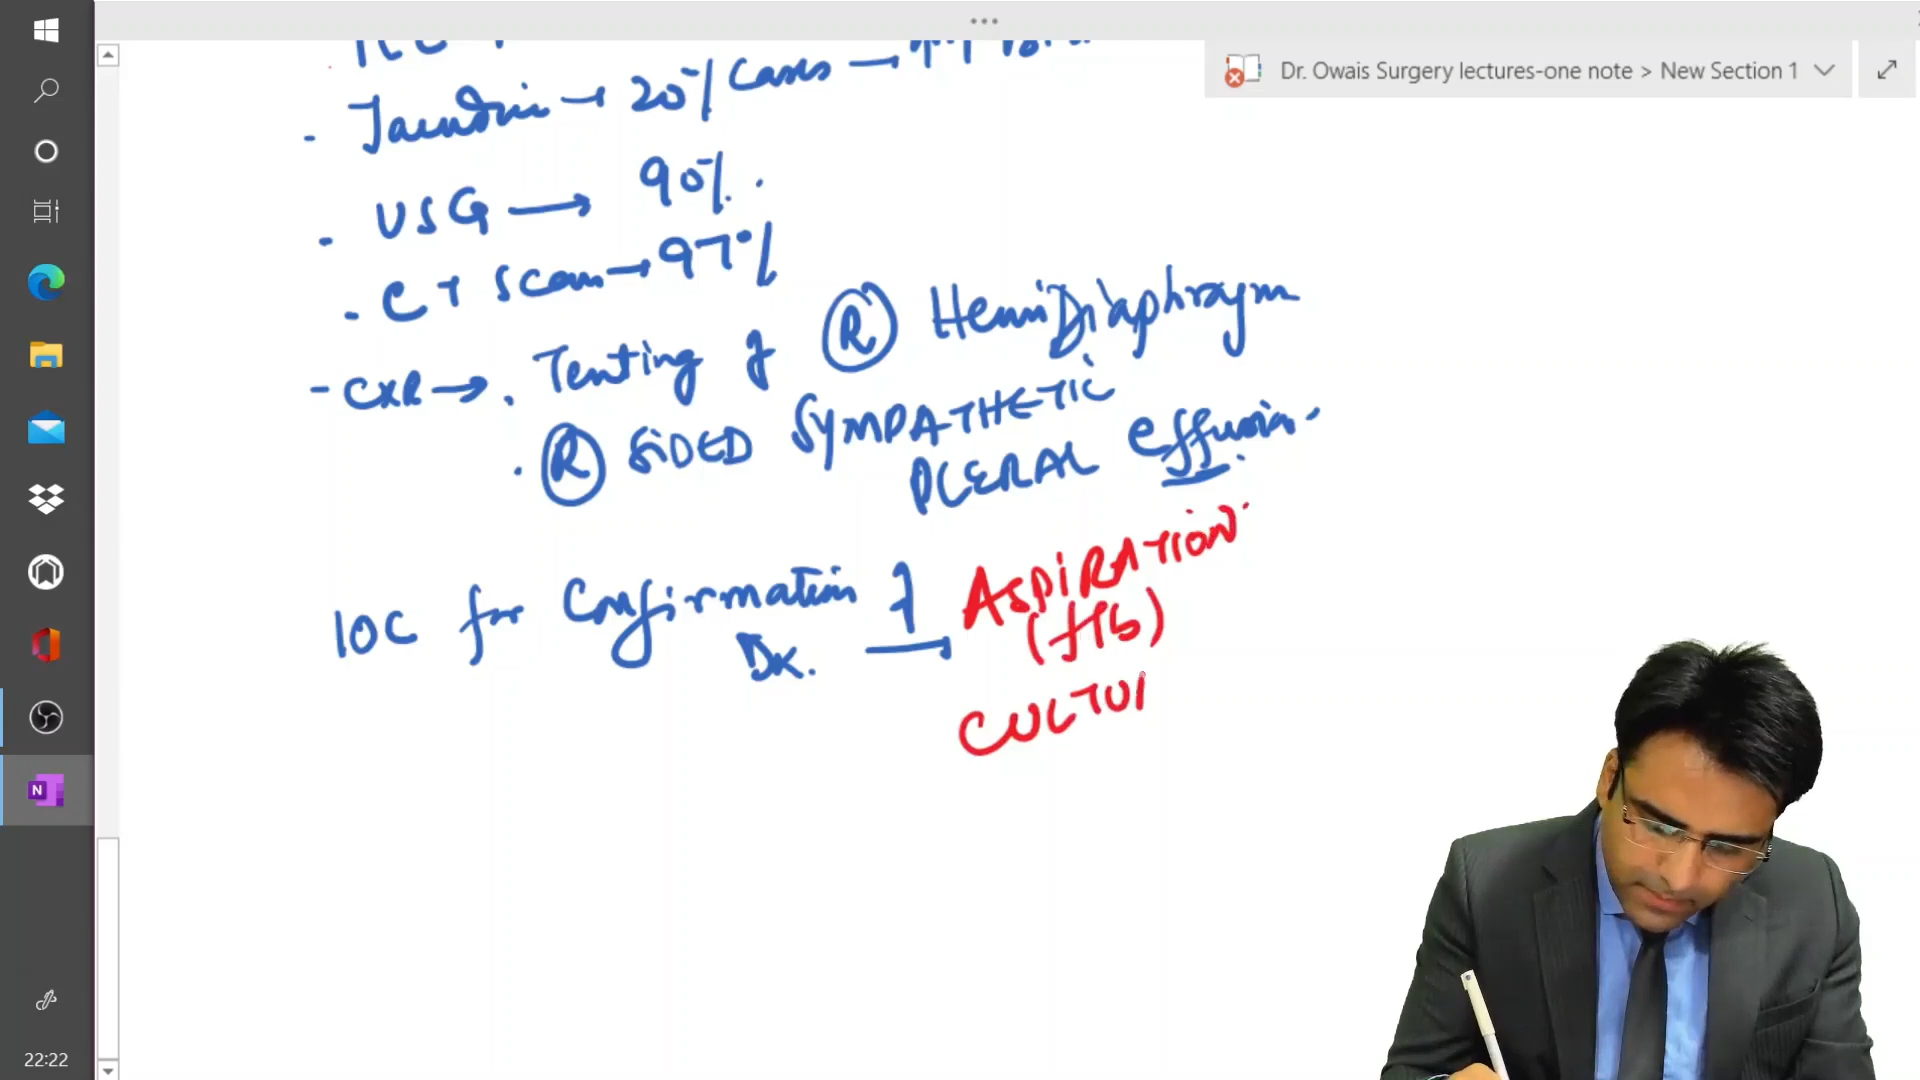 Dr. Owais Surgery lectures-one note > New Section 1
- Jaundice → 20% Cases →
- USG → 90%.
- CT Scan → 97%
- CXR → . Tenting of (R) HemiDiaphragm
. (R) SIDED SYMPATHETIC
PLERAL effusion.
IOC for Confirmation of
Dx. → ASPIRATION
(f/b)
CULTU
N
22:22